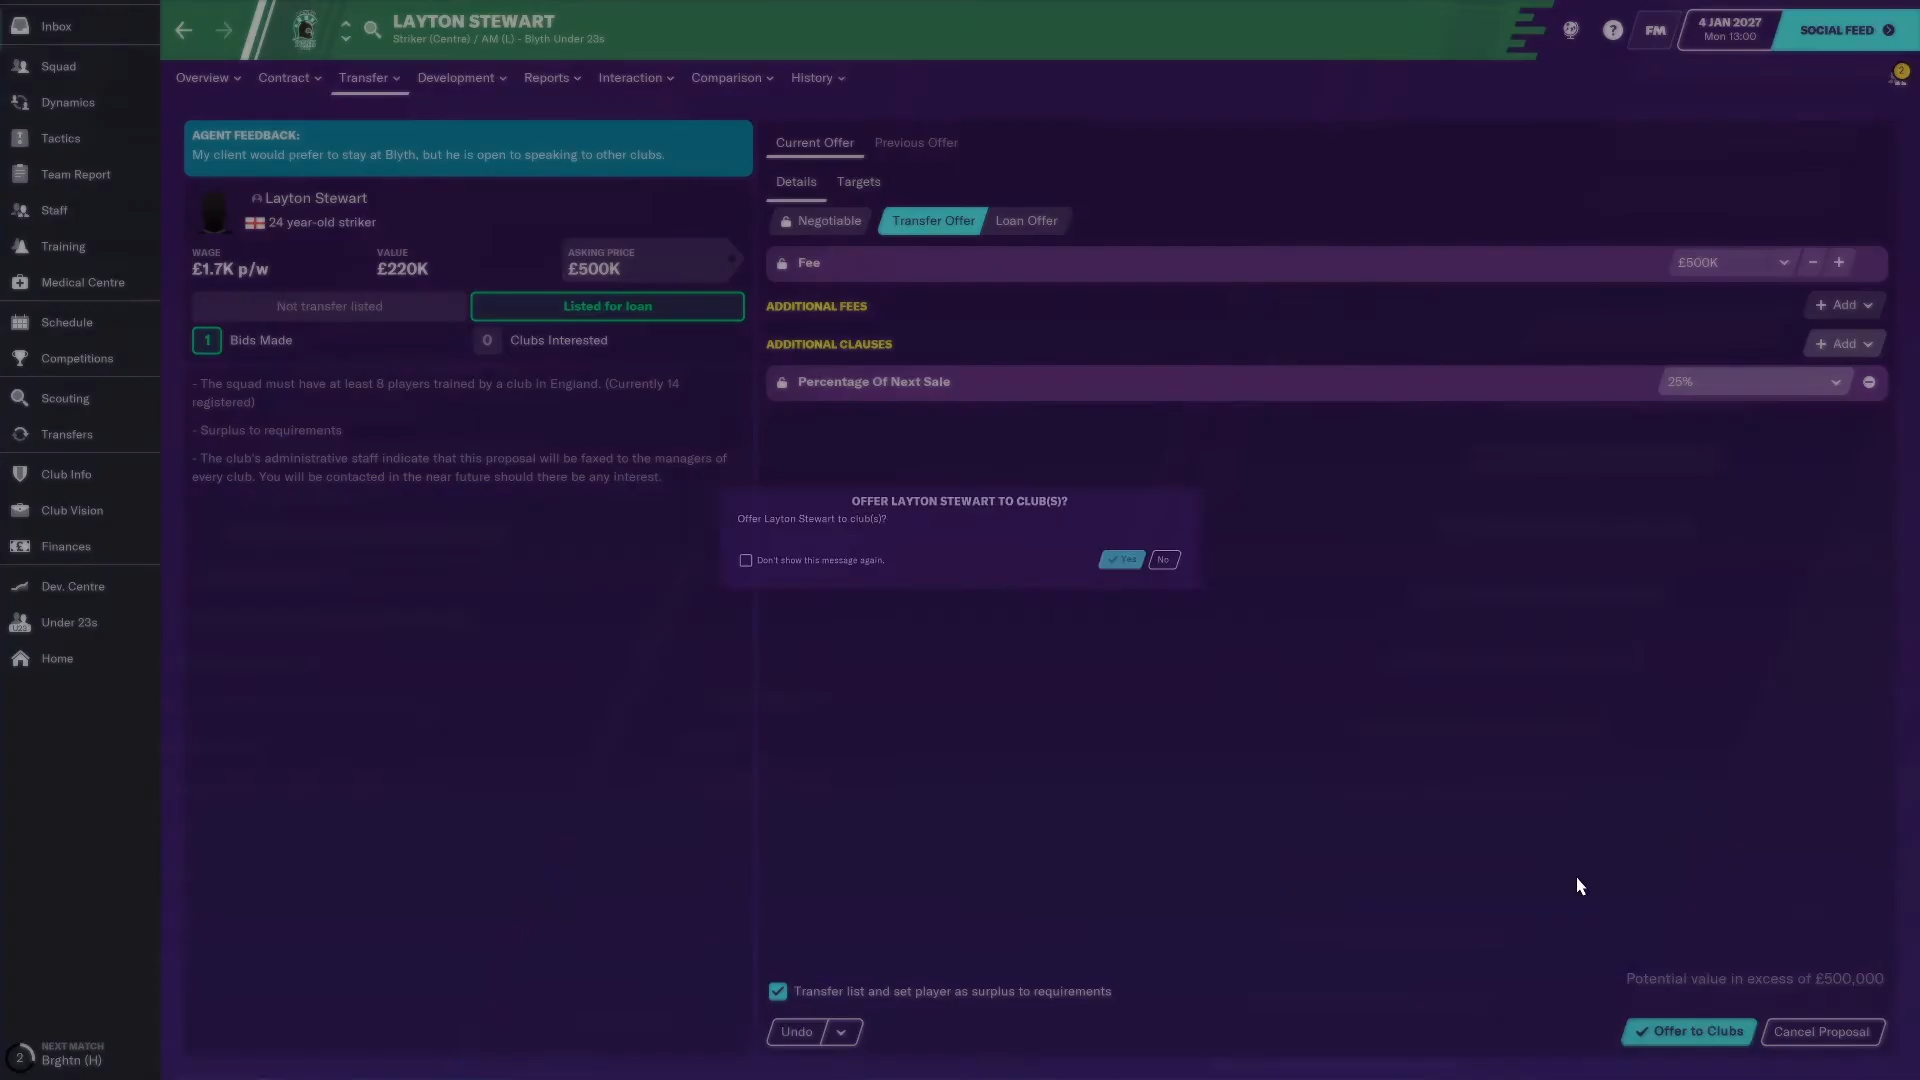 Inbox
Squad
Dynamics
Tactics
Team Report
Staff
Training
Medical Centre
Schedule
Competitions
Scouting
Transfers
Club Info
Club Vision
Finances
Dev. Centre
Under 23s
Home
2
NEXT MATCH
Brghtn (H)
LAYTON STEWART
Striker (Centre) / AM (L) - Blyth Under 23s
?
FM
4 JAN 2027
Mon 13:00
SOCIAL FEED
2
Overview
Contract
Transfer
Development
Reports
Interaction
Comparison
History
AGENT FEEDBACK:
My client would prefer to stay at Blyth, but he is open to speaking to other clubs.
Layton Stewart
24 year-old striker
WAGE
£1.7K p/w
VALUE
£220K
ASKING PRICE
£500K
Not transfer listed
Listed for loan
1 Bids Made
0 Clubs Interested
- The squad must have at least 8 players trained by a club in England. (Currently 14
registered)
- Surplus to requirements
- The club's administrative staff indicate that this proposal will be faxed to the managers of
every club. You will be contacted in the near future should there be any interest.
Current Offer
Previous Offer
Details
Targets
Negotiable
Transfer Offer
Loan Offer
Fee
£500K
ADDITIONAL FEES
+ Add
ADDITIONAL CLAUSES
+ Add
Percentage Of Next Sale
25%
OFFER LAYTON STEWART TO CLUB(S)?
Offer Layton Stewart to club(s)?
Don't show this message again.
Yes
No
Potential value in excess of £500,000
Transfer list and set player as surplus to requirements
Undo
Offer to Clubs
Cancel Proposal